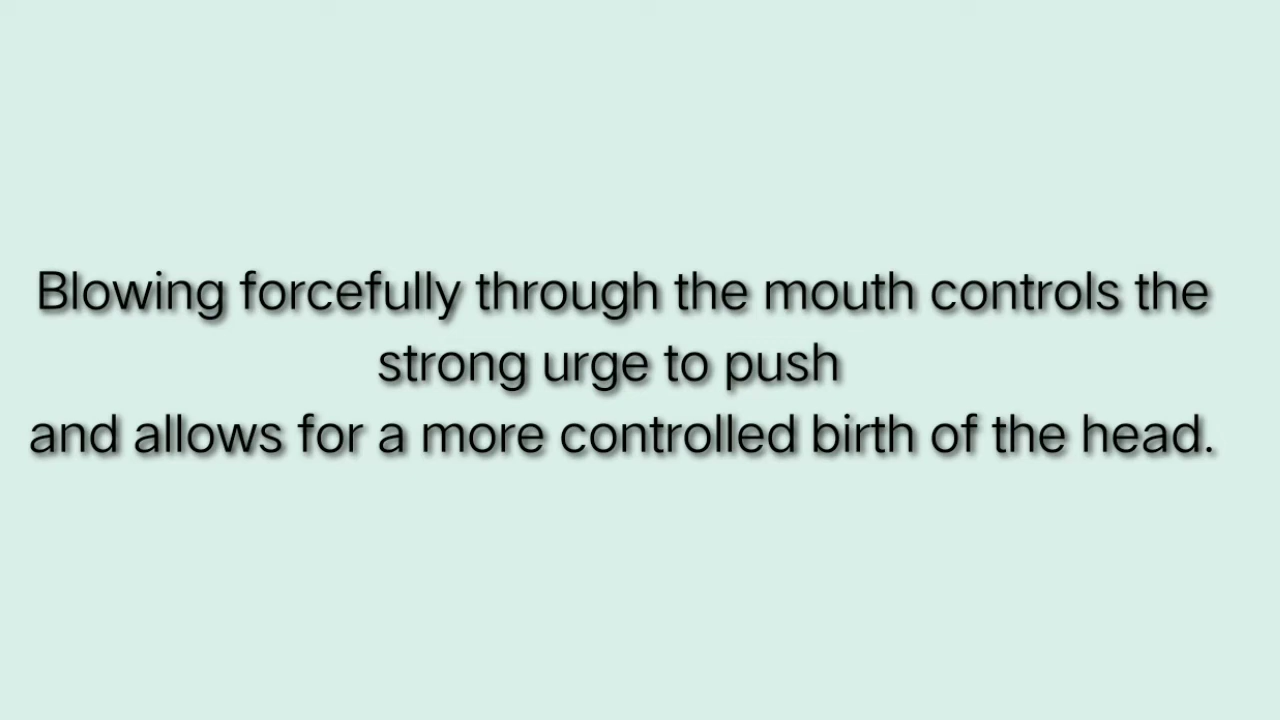 Blowing forcefully through the mouth controls the
strong urge to push
and allows for a more controlled birth of the head.